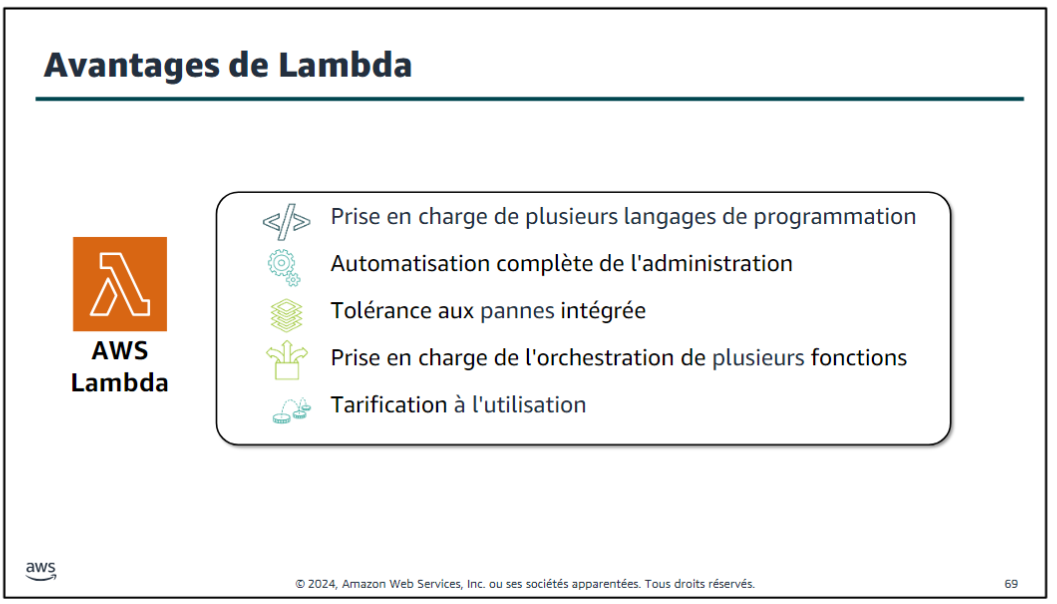 Avantages de Lambda
</>
Prise en charge de plusieurs langages de programmation
Automatisation complète de l'administration
Tolérance aux pannes intégrée
Prise en charge de l'orchestration de plusieurs fonctions
Tarification à l'utilisation
AWS
Lambda
aws
© 2024, Amazon Web Services, Inc. ou ses sociétés apparentées. Tous droits réservés.
69